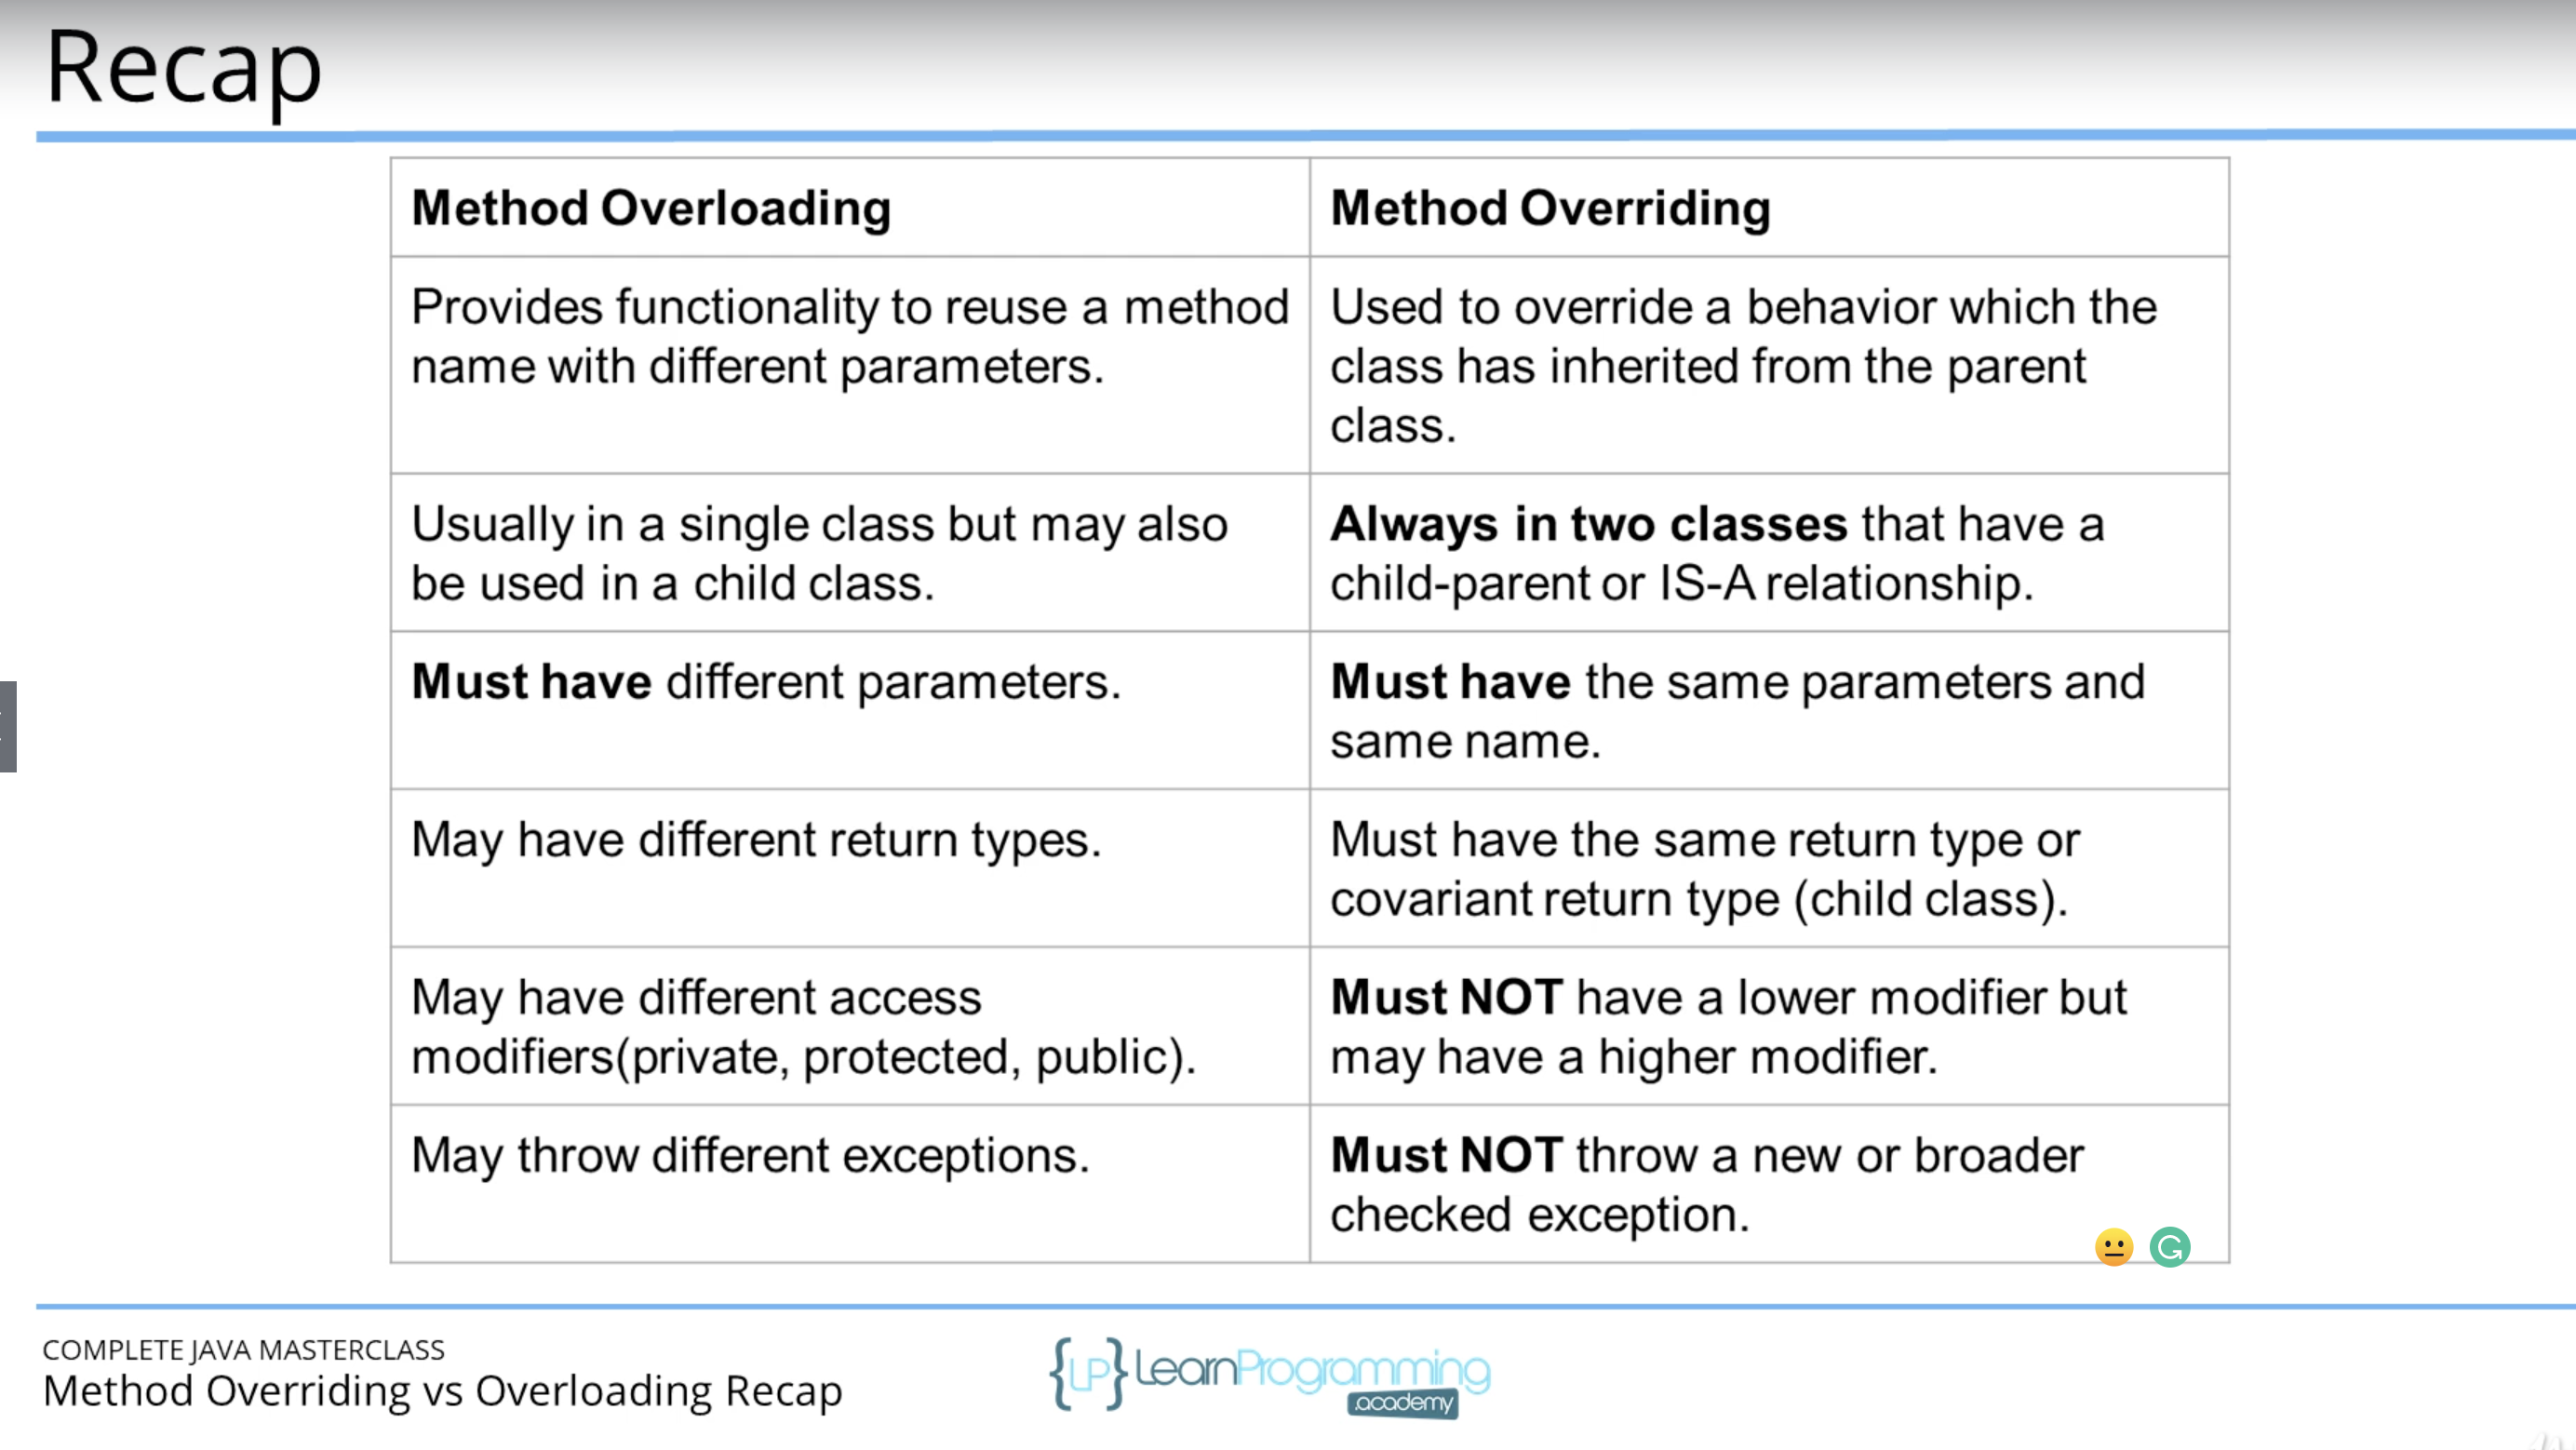 Recap
Method Overloading
Method Overriding
Provides functionality to reuse a method
name with different parameters.
Used to override a behavior which the
class has inherited from the parent
class.
Usually in a single class but may also
be used in a child class.
Always in two classes that have a
child-parent or IS-A relationship.
Must have different parameters.
Must have the same parameters and
same name.
May have different return types.
Must have the same return type or
covariant return type (child class).
May have different access
modifiers(private, protected, public).
Must NOT have a lower modifier but
may have a higher modifier.
May throw different exceptions.
Must NOT throw a new or broader
checked exception.
COMPLETE JAVA MASTERCLASS
Method Overriding vs Overloading Recap
{LP} LearnProgramming
.academy